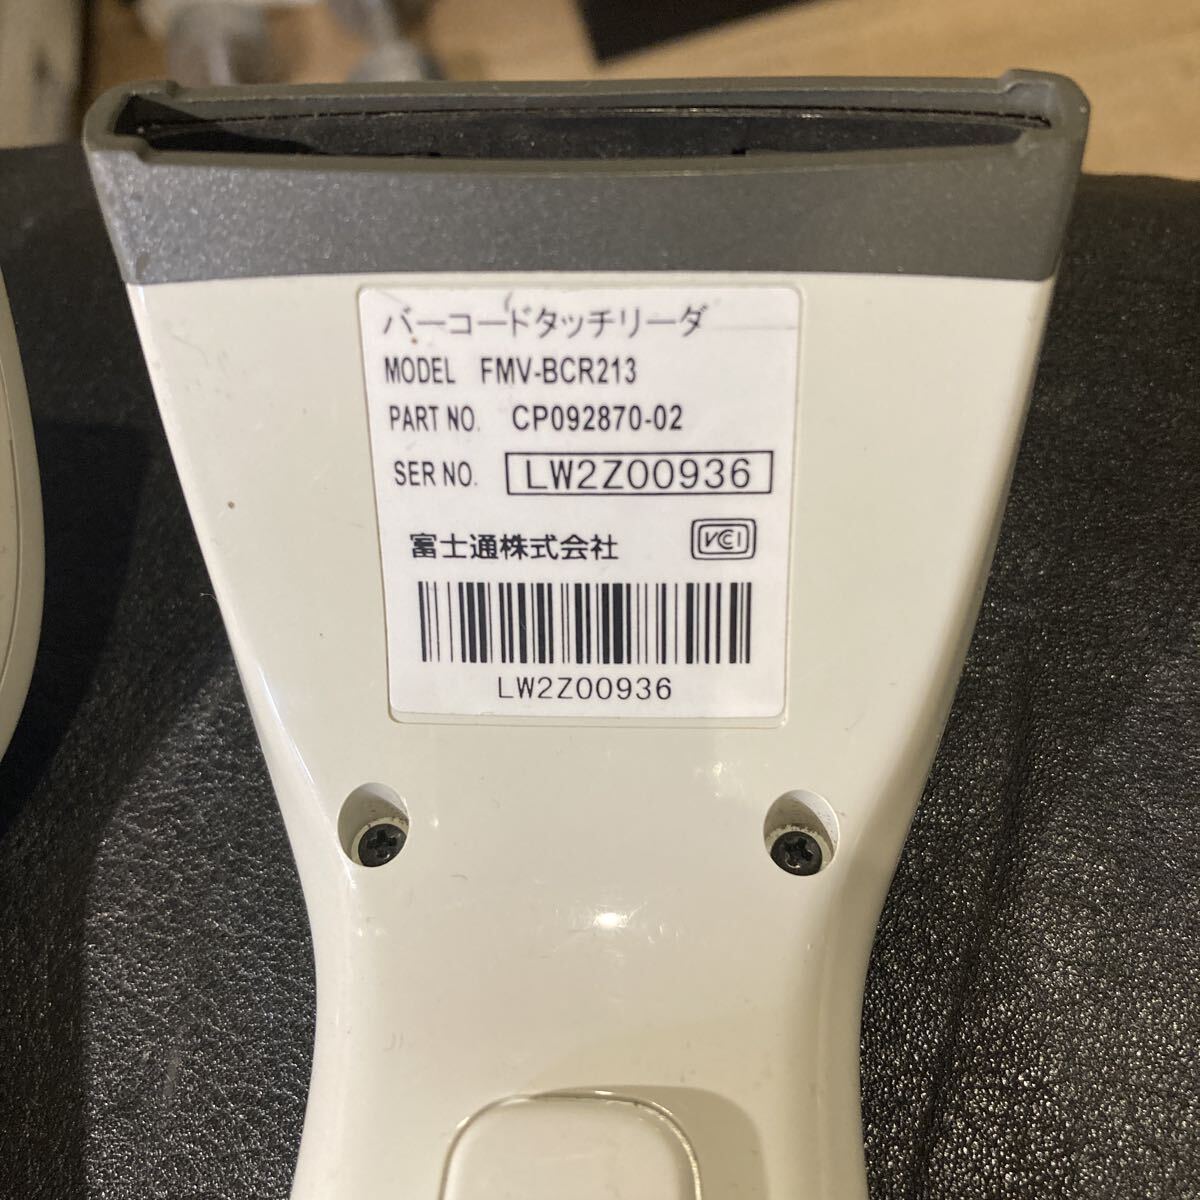 バーコードタッチリーダ
MODEL FMV-BCR213
PART NO. CP092870-02
SER NO. LW2Z00936
富士通株式会社 VCCI
LW2Z00936